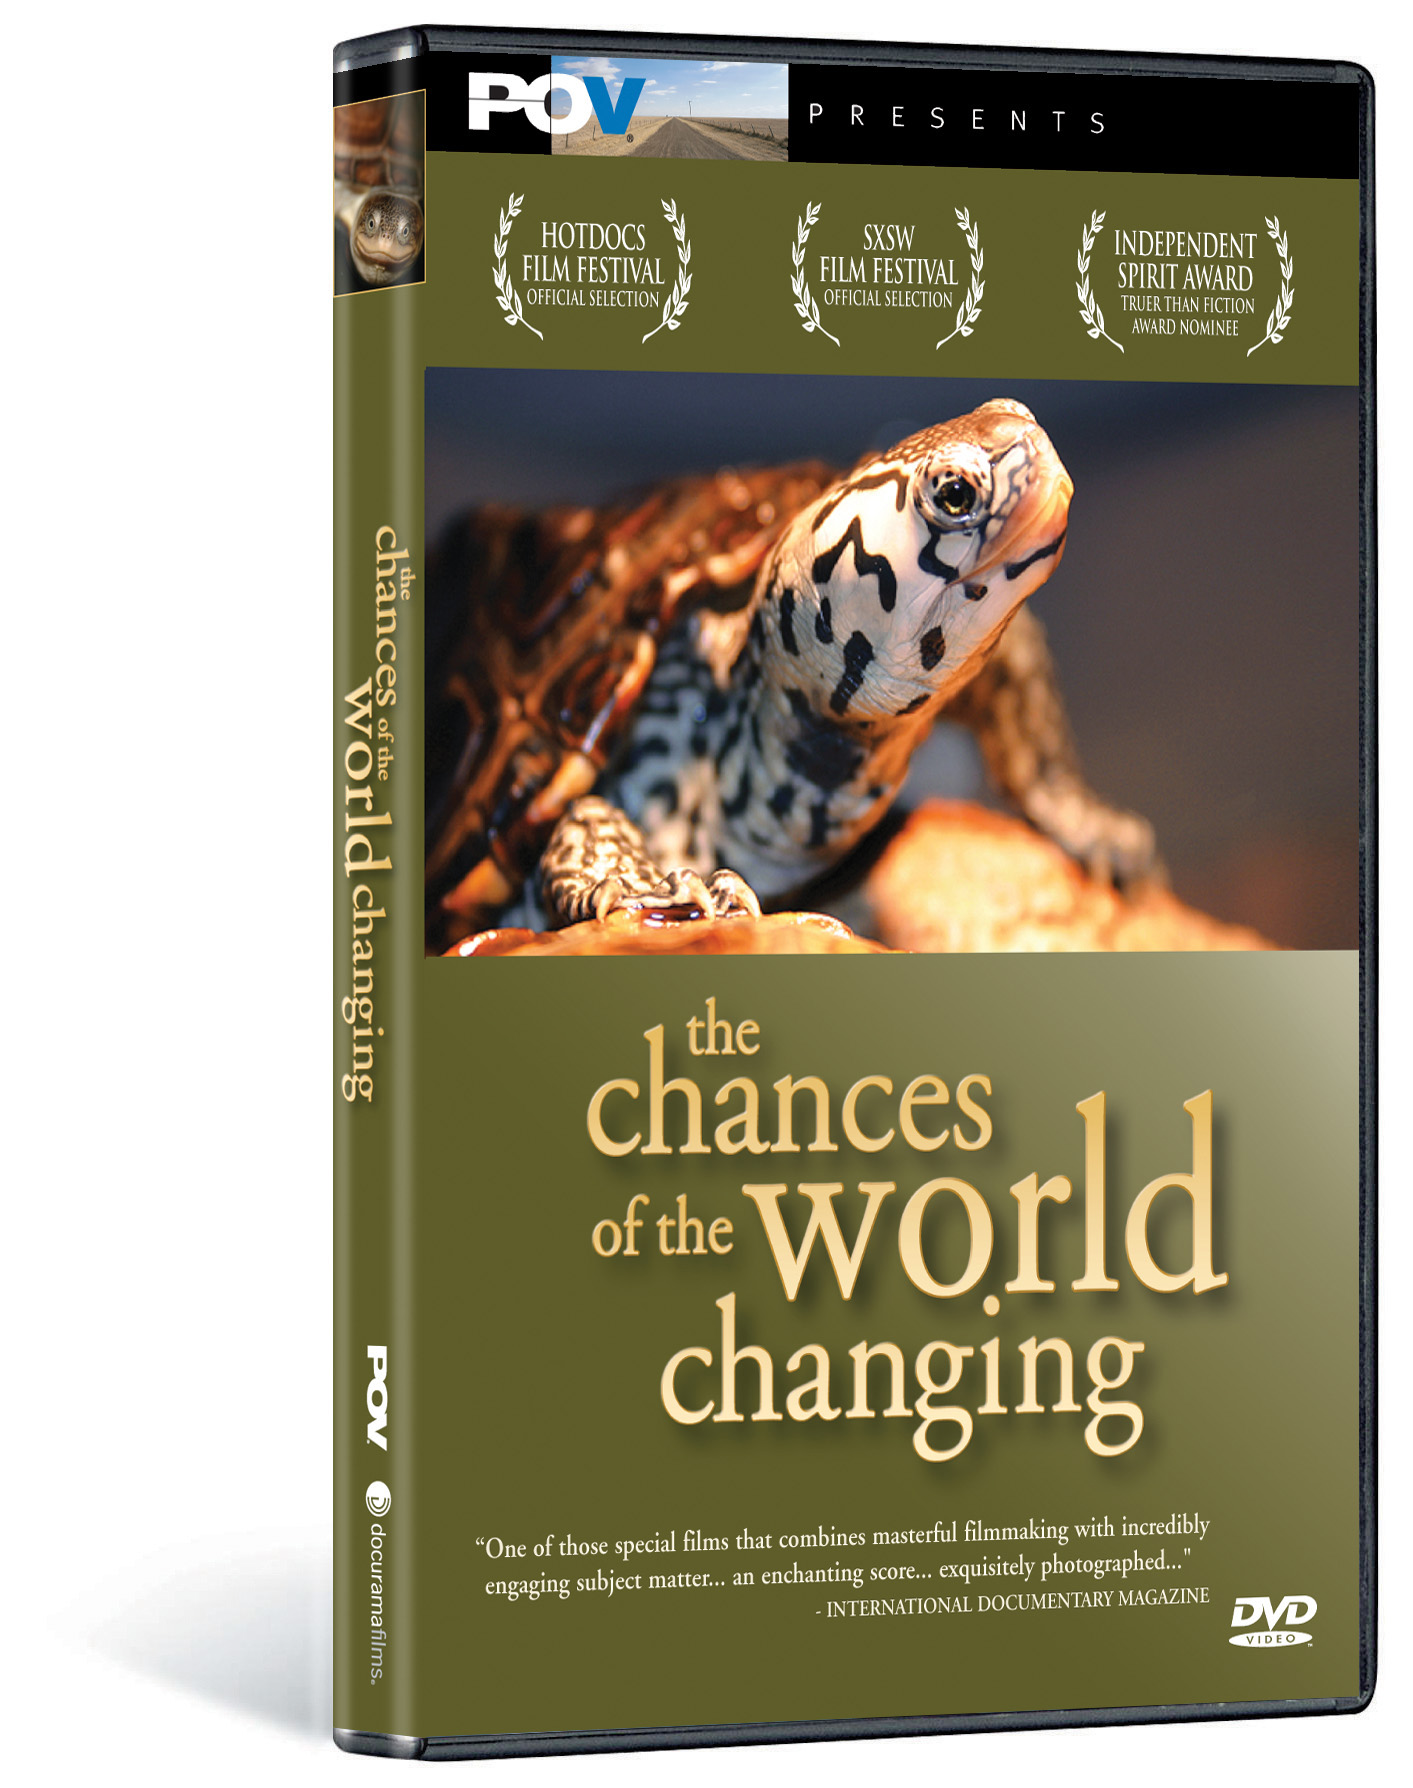 POV
PRESENTS
HOTDOCS
FILM FESTIVAL
OFFICIAL SELECTION
SXSW
FILM FESTIVAL
OFFICIAL SELECTION
INDEPENDENT
SPIRIT AWARD
TRUER THAN FICTION
AWARD NOMINEE
the
chances
of the world
changing
“One of those special films that combines masterful filmmaking with incredibly
engaging subject matter... an enchanting score... exquisitely photographed..."
- INTERNATIONAL DOCUMENTARY MAGAZINE
DVD
VIDEO
™
the
chances of the
world changing
POV
docuramafilms.